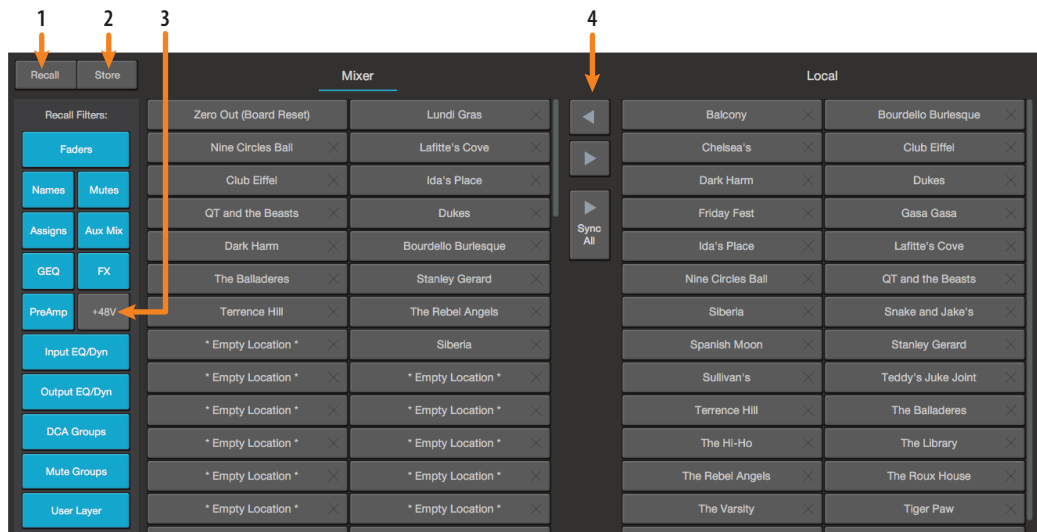 1 2 3 4
Recall Store Mixer Local
Recall Filters: Zero Out (Board Reset) Lundi Gras Balcony Bourdello Burlesque
Faders Nine Circles Ball Lafitte's Cove Chelsea's Club Eiffel
Names Mutes Club Eiffel Ida's Place Dark Harm Dukes
Assigns Aux Mix QT and the Beasts Dukes Sync All Friday Fest Gasa Gasa
Dark Harm Bourdello Burlesque Ida's Place Lafitte's Cove
GEQ FX The Balladeres Stanley Gerard Nine Circles Ball QT and the Beasts
PreAmp +48V Terrence Hill The Rebel Angels Siberia Snake and Jake's
Input EQ/Dyn * Empty Location * Siberia Spanish Moon Stanley Gerard
Output EQ/Dyn * Empty Location * * Empty Location * Sullivan's Teddy's Juke Joint
* Empty Location * * Empty Location * Terrence Hill The Balladeres
DCA Groups * Empty Location * * Empty Location * The Hi-Ho The Library
Mute Groups * Empty Location * * Empty Location * The Rebel Angels The Roux House
User Layer * Empty Location * * Empty Location * The Varsity Tiger Paw